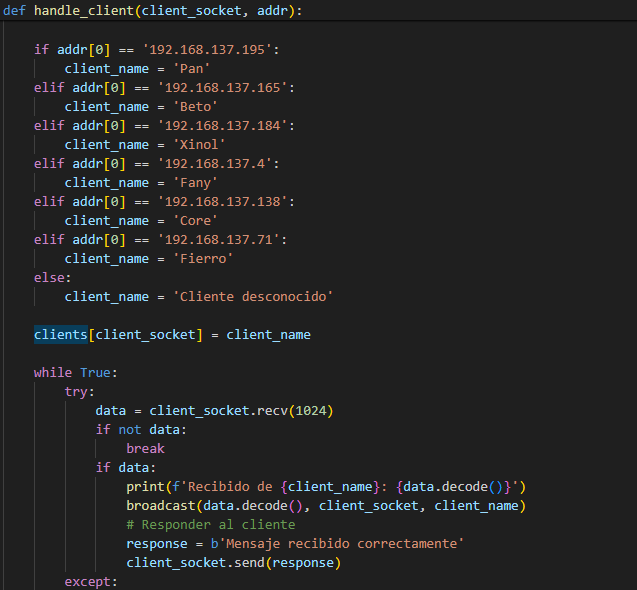 def handle_client(client_socket, addr):
if addr[0] == '192.168.137.195':
client_name = 'Pan'
elif addr[0] == '192.168.137.165':
client_name = 'Beto'
elif addr[0] == '192.168.137.184':
client_name = 'Xinol'
elif addr[0] == '192.168.137.4':
client_name = 'Fany'
elif addr[0] == '192.168.137.138':
client_name = 'Core'
elif addr[0] == '192.168.137.71':
client_name = 'Fierro'
else:
client_name = 'Cliente desconocido'
clients[client_socket] = client_name
while True:
try:
data = client_socket.recv(1024)
if not data:
break
if data:
print(f'Recibido de {client_name}: {data.decode()}')
broadcast(data.decode(), client_socket, client_name)
# Responder al cliente
response = b'Mensaje recibido correctamente'
client_socket.send(response)
except: